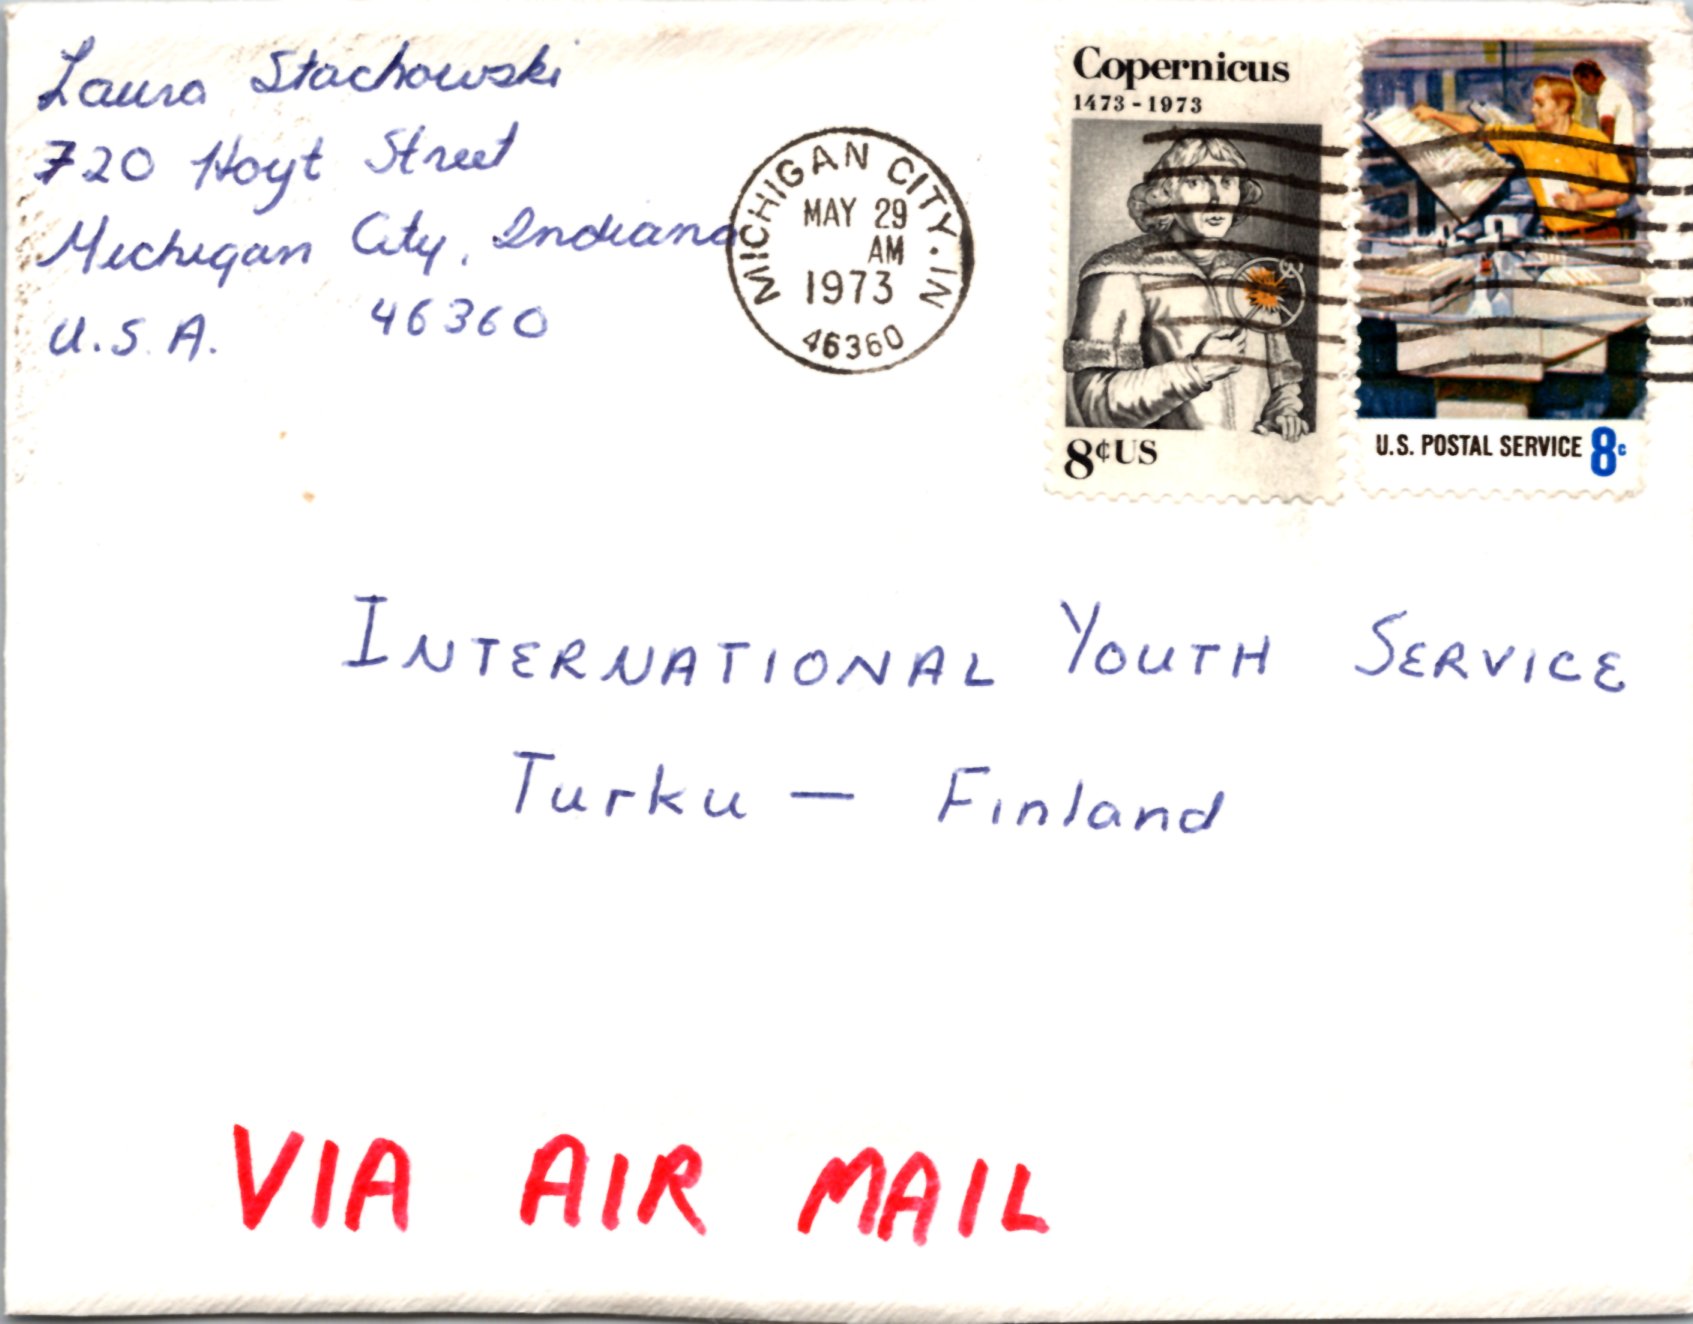 Laura Stachowski
720 Hoyt Street
Michigan City, Indiana
U.S.A. 46360
MICHIGAN CITY. IN
MAY 29
AM
1973
46360
Copernicus
1473-1973
8¢US
U.S. POSTAL SERVICE 8c
INTERNATIONAL YOUTH SERVICE
Turku — Finland
VIA AIR MAIL